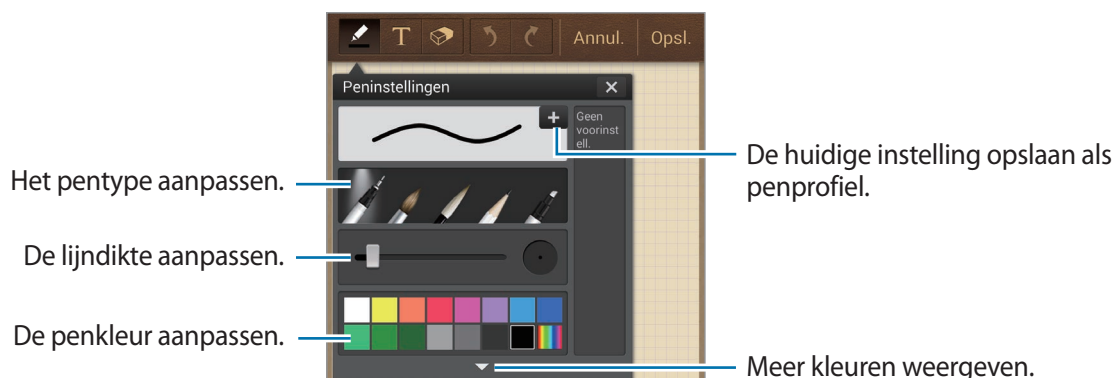 T
Annul.
Opsl.
Peninstellingen
Geen
voorinst
ell.
De huidige instelling opslaan als
penprofiel.
Het pentype aanpassen.
De lijndikte aanpassen.
De penkleur aanpassen.
Meer kleuren weergeven.